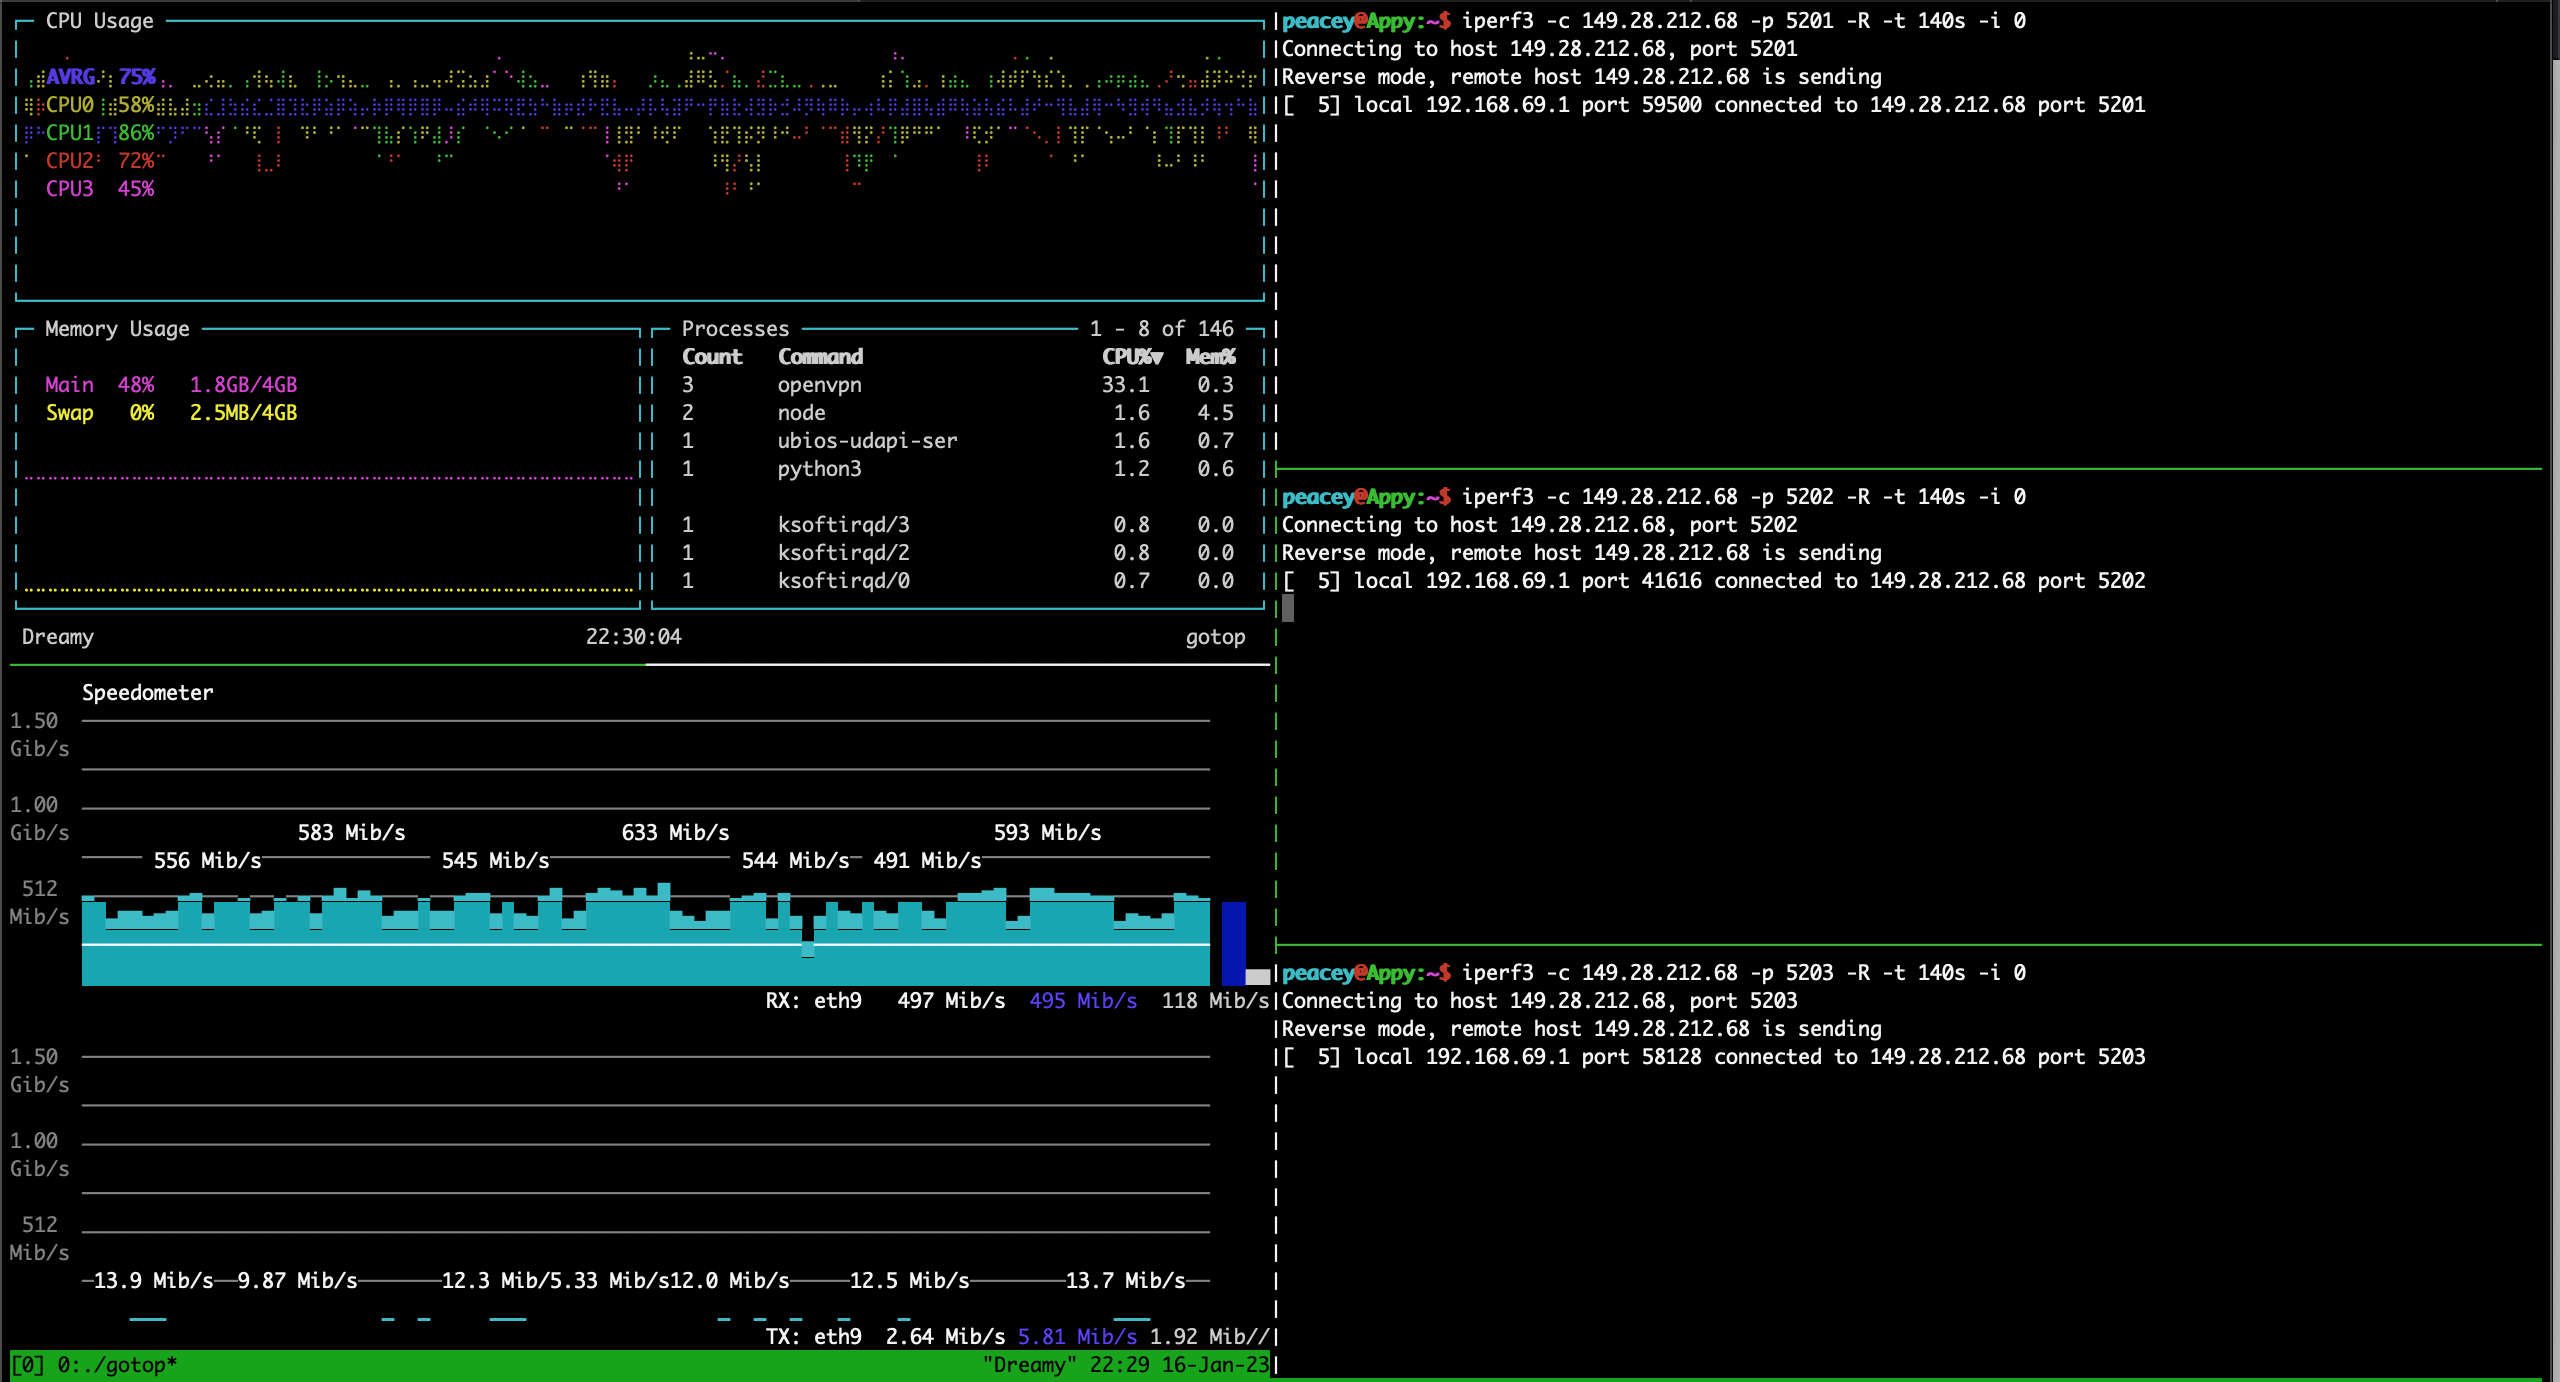 CPU Usage
AVRG 75%
CPU0 58%
CPU1 86%
CPU2 72%
CPU3 45%
Memory Usage
Main 48% 1.8GB/4GB
Swap 0% 2.5MB/4GB
Processes 1 - 8 of 146
Count Command CPU%▼ Mem%
3 openvpn 33.1 0.3
2 node 1.6 4.5
1 ubios-udapi-ser 1.6 0.7
1 python3 1.2 0.6
1 ksoftirqd/3 0.8 0.0
1 ksoftirqd/2 0.8 0.0
1 ksoftirqd/0 0.7 0.0
Dreamy 22:30:04 gotop
Speedometer
1.50
Gib/s
1.00
Gib/s
583 Mib/s 633 Mib/s 593 Mib/s
556 Mib/s 545 Mib/s 544 Mib/s 491 Mib/s
512
Mib/s
RX: eth9 497 Mib/s 495 Mib/s 118 Mib/s
1.50
Gib/s
1.00
Gib/s
512
Mib/s
13.9 Mib/s 9.87 Mib/s 12.3 Mib/5.33 Mib/s12.0 Mib/s 12.5 Mib/s 13.7 Mib/s
TX: eth9 2.64 Mib/s 5.81 Mib/s 1.92 Mib//
[0] 0:./gotop* "Dreamy" 22:29 16-Jan-23
peacey@Appy:~$ iperf3 -c 149.28.212.68 -p 5201 -R -t 140s -i 0
Connecting to host 149.28.212.68, port 5201
Reverse mode, remote host 149.28.212.68 is sending
[  5] local 192.168.69.1 port 59500 connected to 149.28.212.68 port 5201
peacey@Appy:~$ iperf3 -c 149.28.212.68 -p 5202 -R -t 140s -i 0
Connecting to host 149.28.212.68, port 5202
Reverse mode, remote host 149.28.212.68 is sending
[  5] local 192.168.69.1 port 41616 connected to 149.28.212.68 port 5202
peacey@Appy:~$ iperf3 -c 149.28.212.68 -p 5203 -R -t 140s -i 0
Connecting to host 149.28.212.68, port 5203
Reverse mode, remote host 149.28.212.68 is sending
[  5] local 192.168.69.1 port 58128 connected to 149.28.212.68 port 5203